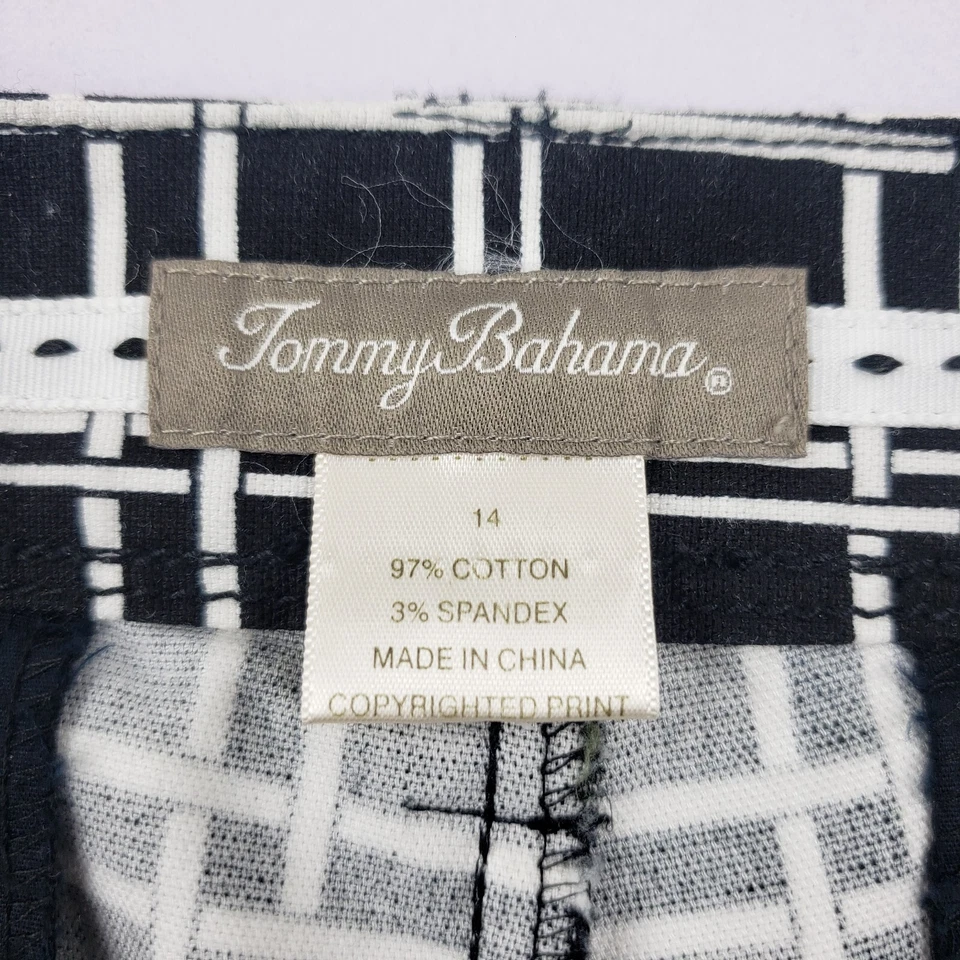 Tommy Bahama®
14
97% COTTON
3% SPANDEX
MADE IN CHINA
COPYRIGHTED PRINT